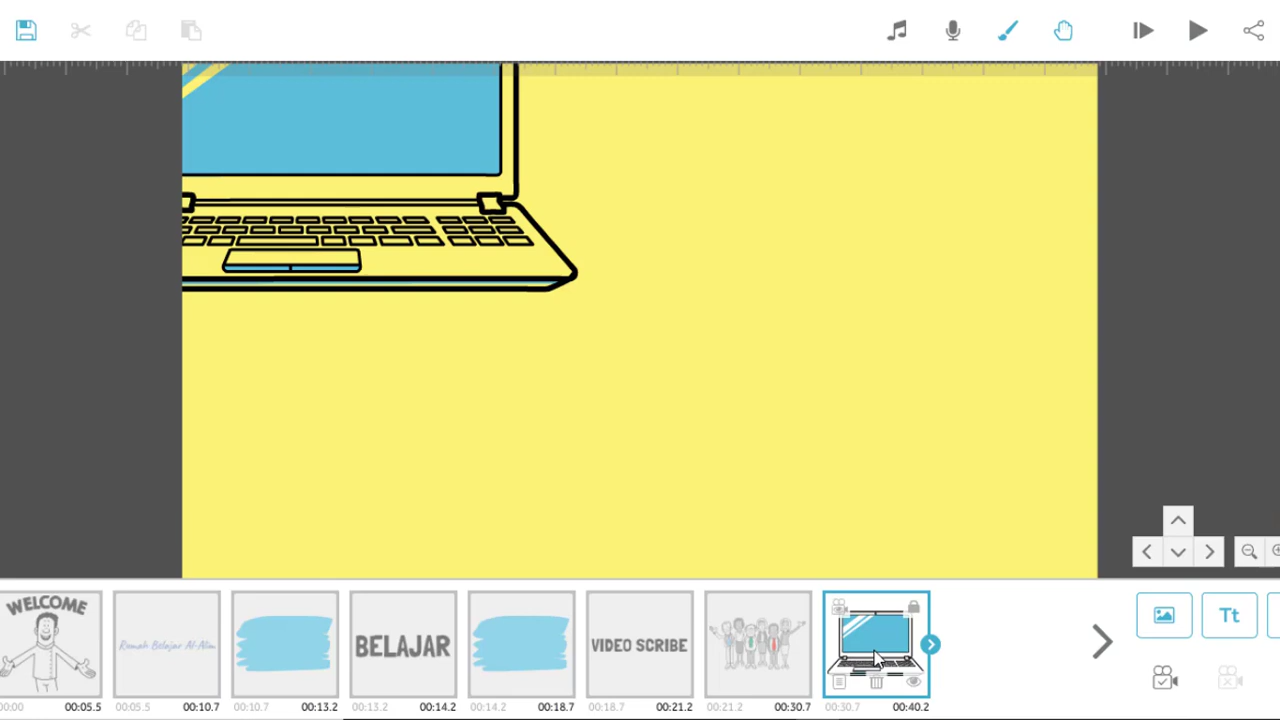 WELCOME
Rumah Belajar Al-Alim
BELAJAR
VIDEO SCRIBE
Tt
00:00 00:05.5
00:05.5 00:10.7
00:10.7 00:13.2
00:13.2 00:14.2
00:14.2 00:18.7
00:18.7 00:21.2
00:21.2 00:30.7
00:30.7 00:40.2